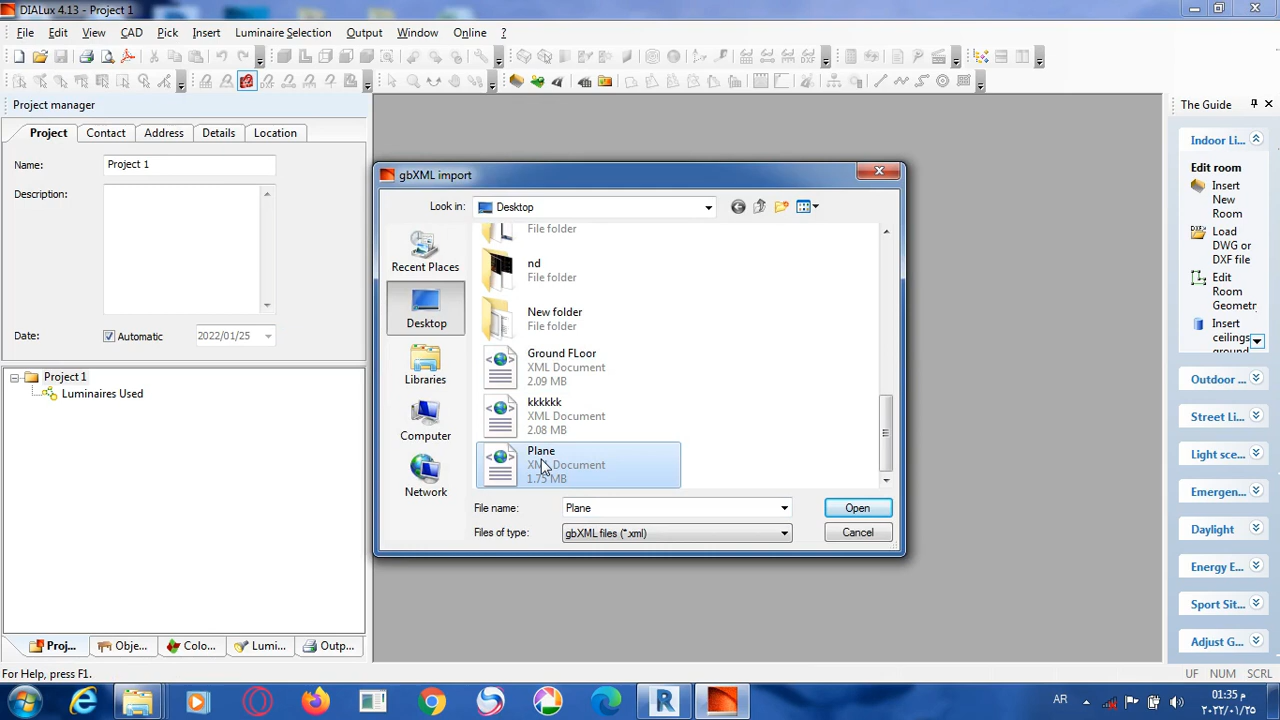 DIALux 4.13 - Project 1
File Edit View CAD Pick Insert Luminaire Selection Output Window Online ?
Project manager
Project Contact Address Details Location
Name: Project 1
Description:
Date: Automatic 2022/01/25
Project 1
Luminaires Used
Proj... Obje... Colo... Lumi... Outp...
For Help, press F1.
gbXML import
Look in: Desktop
Recent Places
Desktop
Libraries
Computer
Network
File folder
nd
File folder
New folder
File folder
Ground FLoor
XML Document
2.09 MB
kkkkkk
XML Document
2.08 MB
Plane
XML Document
1.75 MB
File name: Plane Open
Files of type: gbXML files (*.xml) Cancel
The Guide
Indoor Li...
Edit room
Insert
New
Room
Load
DWG or
DXF file
Edit
Room
Geometr
Insert
ceilings
ground
Outdoor ...
Street Li...
Light sce...
Emergen...
Daylight
Energy E...
Sport Sit...
Adjust G...
UF NUM SCRL
AR
01:35 م
٢٠٢٢/٠١/٢٥